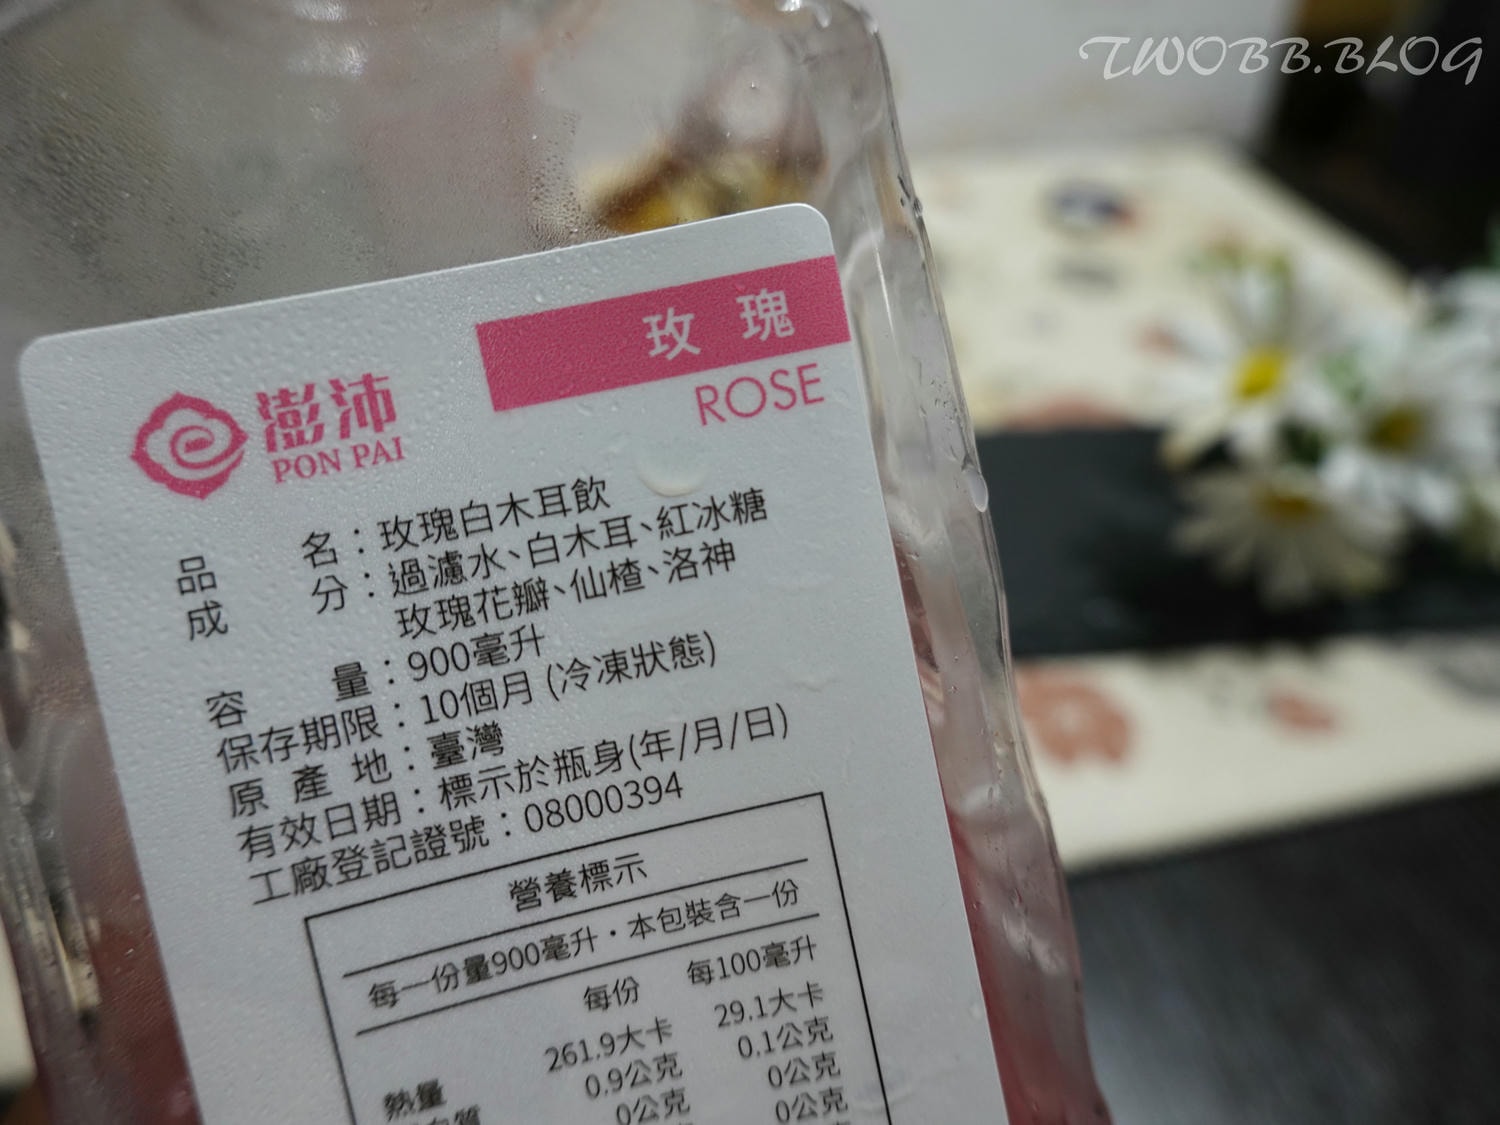 TWOBB.BLOG
玫瑰
ROSE
澎沛
PON PAI
品名：玫瑰白木耳飲
成分：過濾水、白木耳、紅冰糖
玫瑰花瓣、仙楂、洛神
容量：900毫升
保存期限：10個月(冷凍狀態)
原產地：臺灣
有效日期：標示於瓶身(年/月/日)
工廠登記證號：08000394
營養標示
每一份量900毫升·本包裝含一份
每份 每100毫升
熱量 261.9大卡 29.1大卡
0.9公克 0.1公克
0公克 0公克
0公克